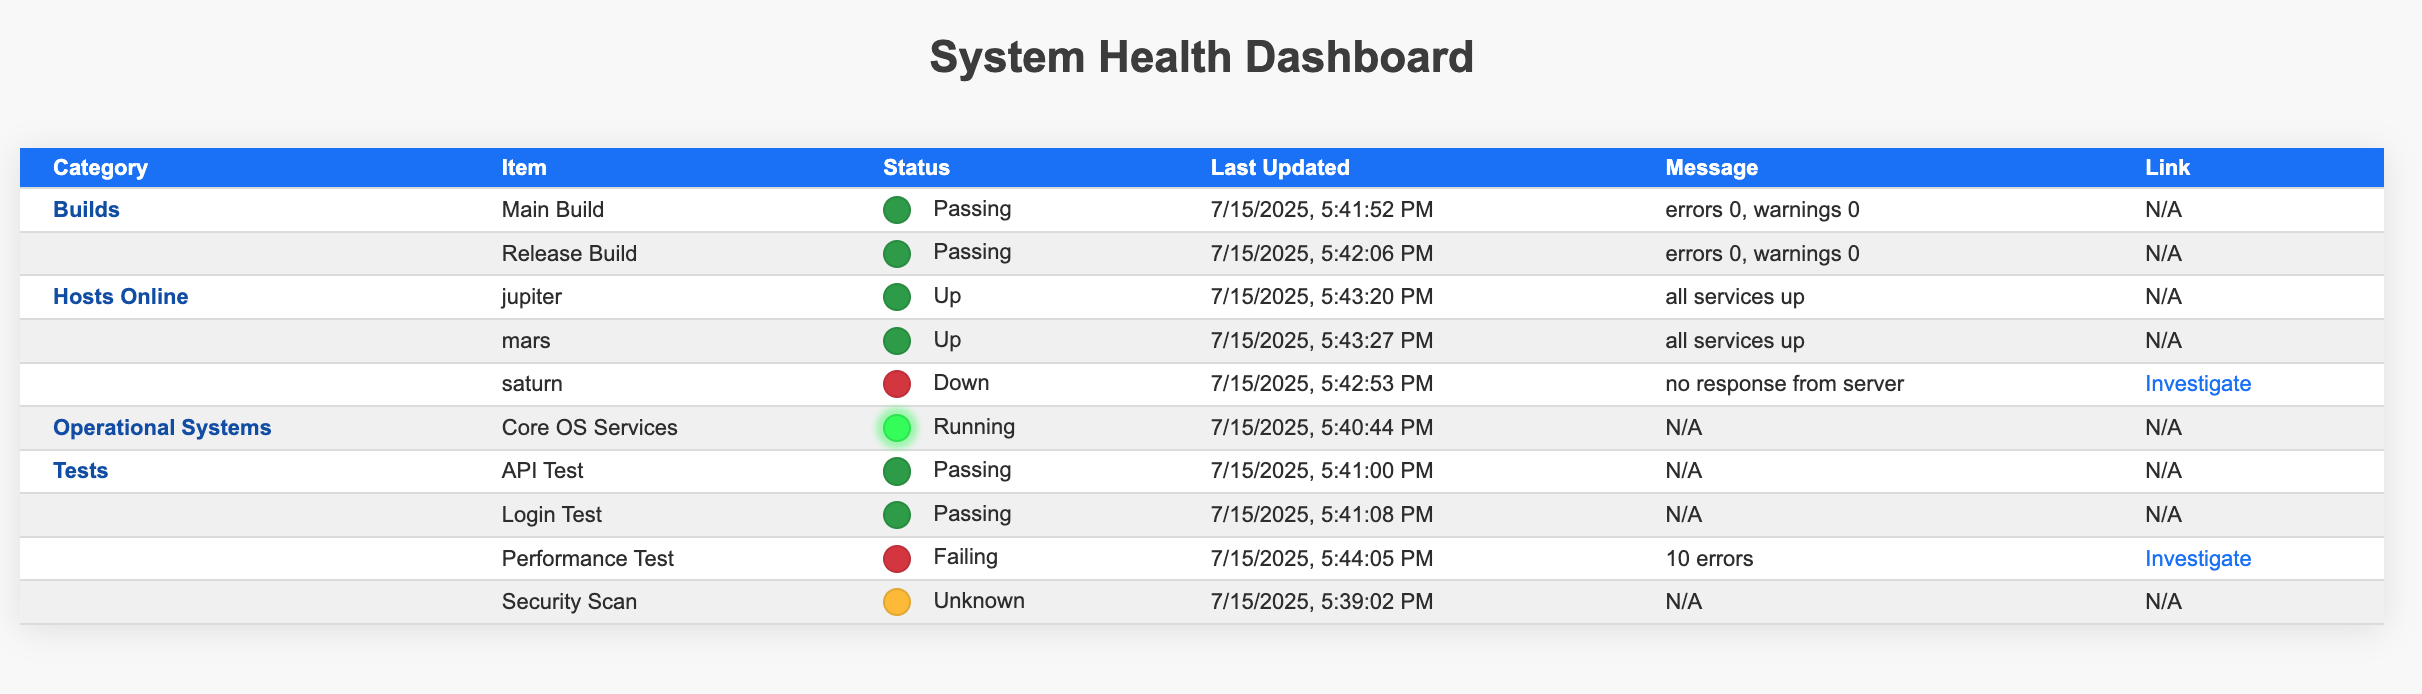 System Health Dashboard
Category Item Status Last Updated Message Link
Builds Main Build Passing 7/15/2025, 5:41:52 PM errors 0, warnings 0 N/A
Release Build Passing 7/15/2025, 5:42:06 PM errors 0, warnings 0 N/A
Hosts Online jupiter Up 7/15/2025, 5:43:20 PM all services up N/A
mars Up 7/15/2025, 5:43:27 PM all services up N/A
saturn Down 7/15/2025, 5:42:53 PM no response from server Investigate
Operational Systems Core OS Services Running 7/15/2025, 5:40:44 PM N/A N/A
Tests API Test Passing 7/15/2025, 5:41:00 PM N/A N/A
Login Test Passing 7/15/2025, 5:41:08 PM N/A N/A
Performance Test Failing 7/15/2025, 5:44:05 PM 10 errors Investigate
Security Scan Unknown 7/15/2025, 5:39:02 PM N/A N/A